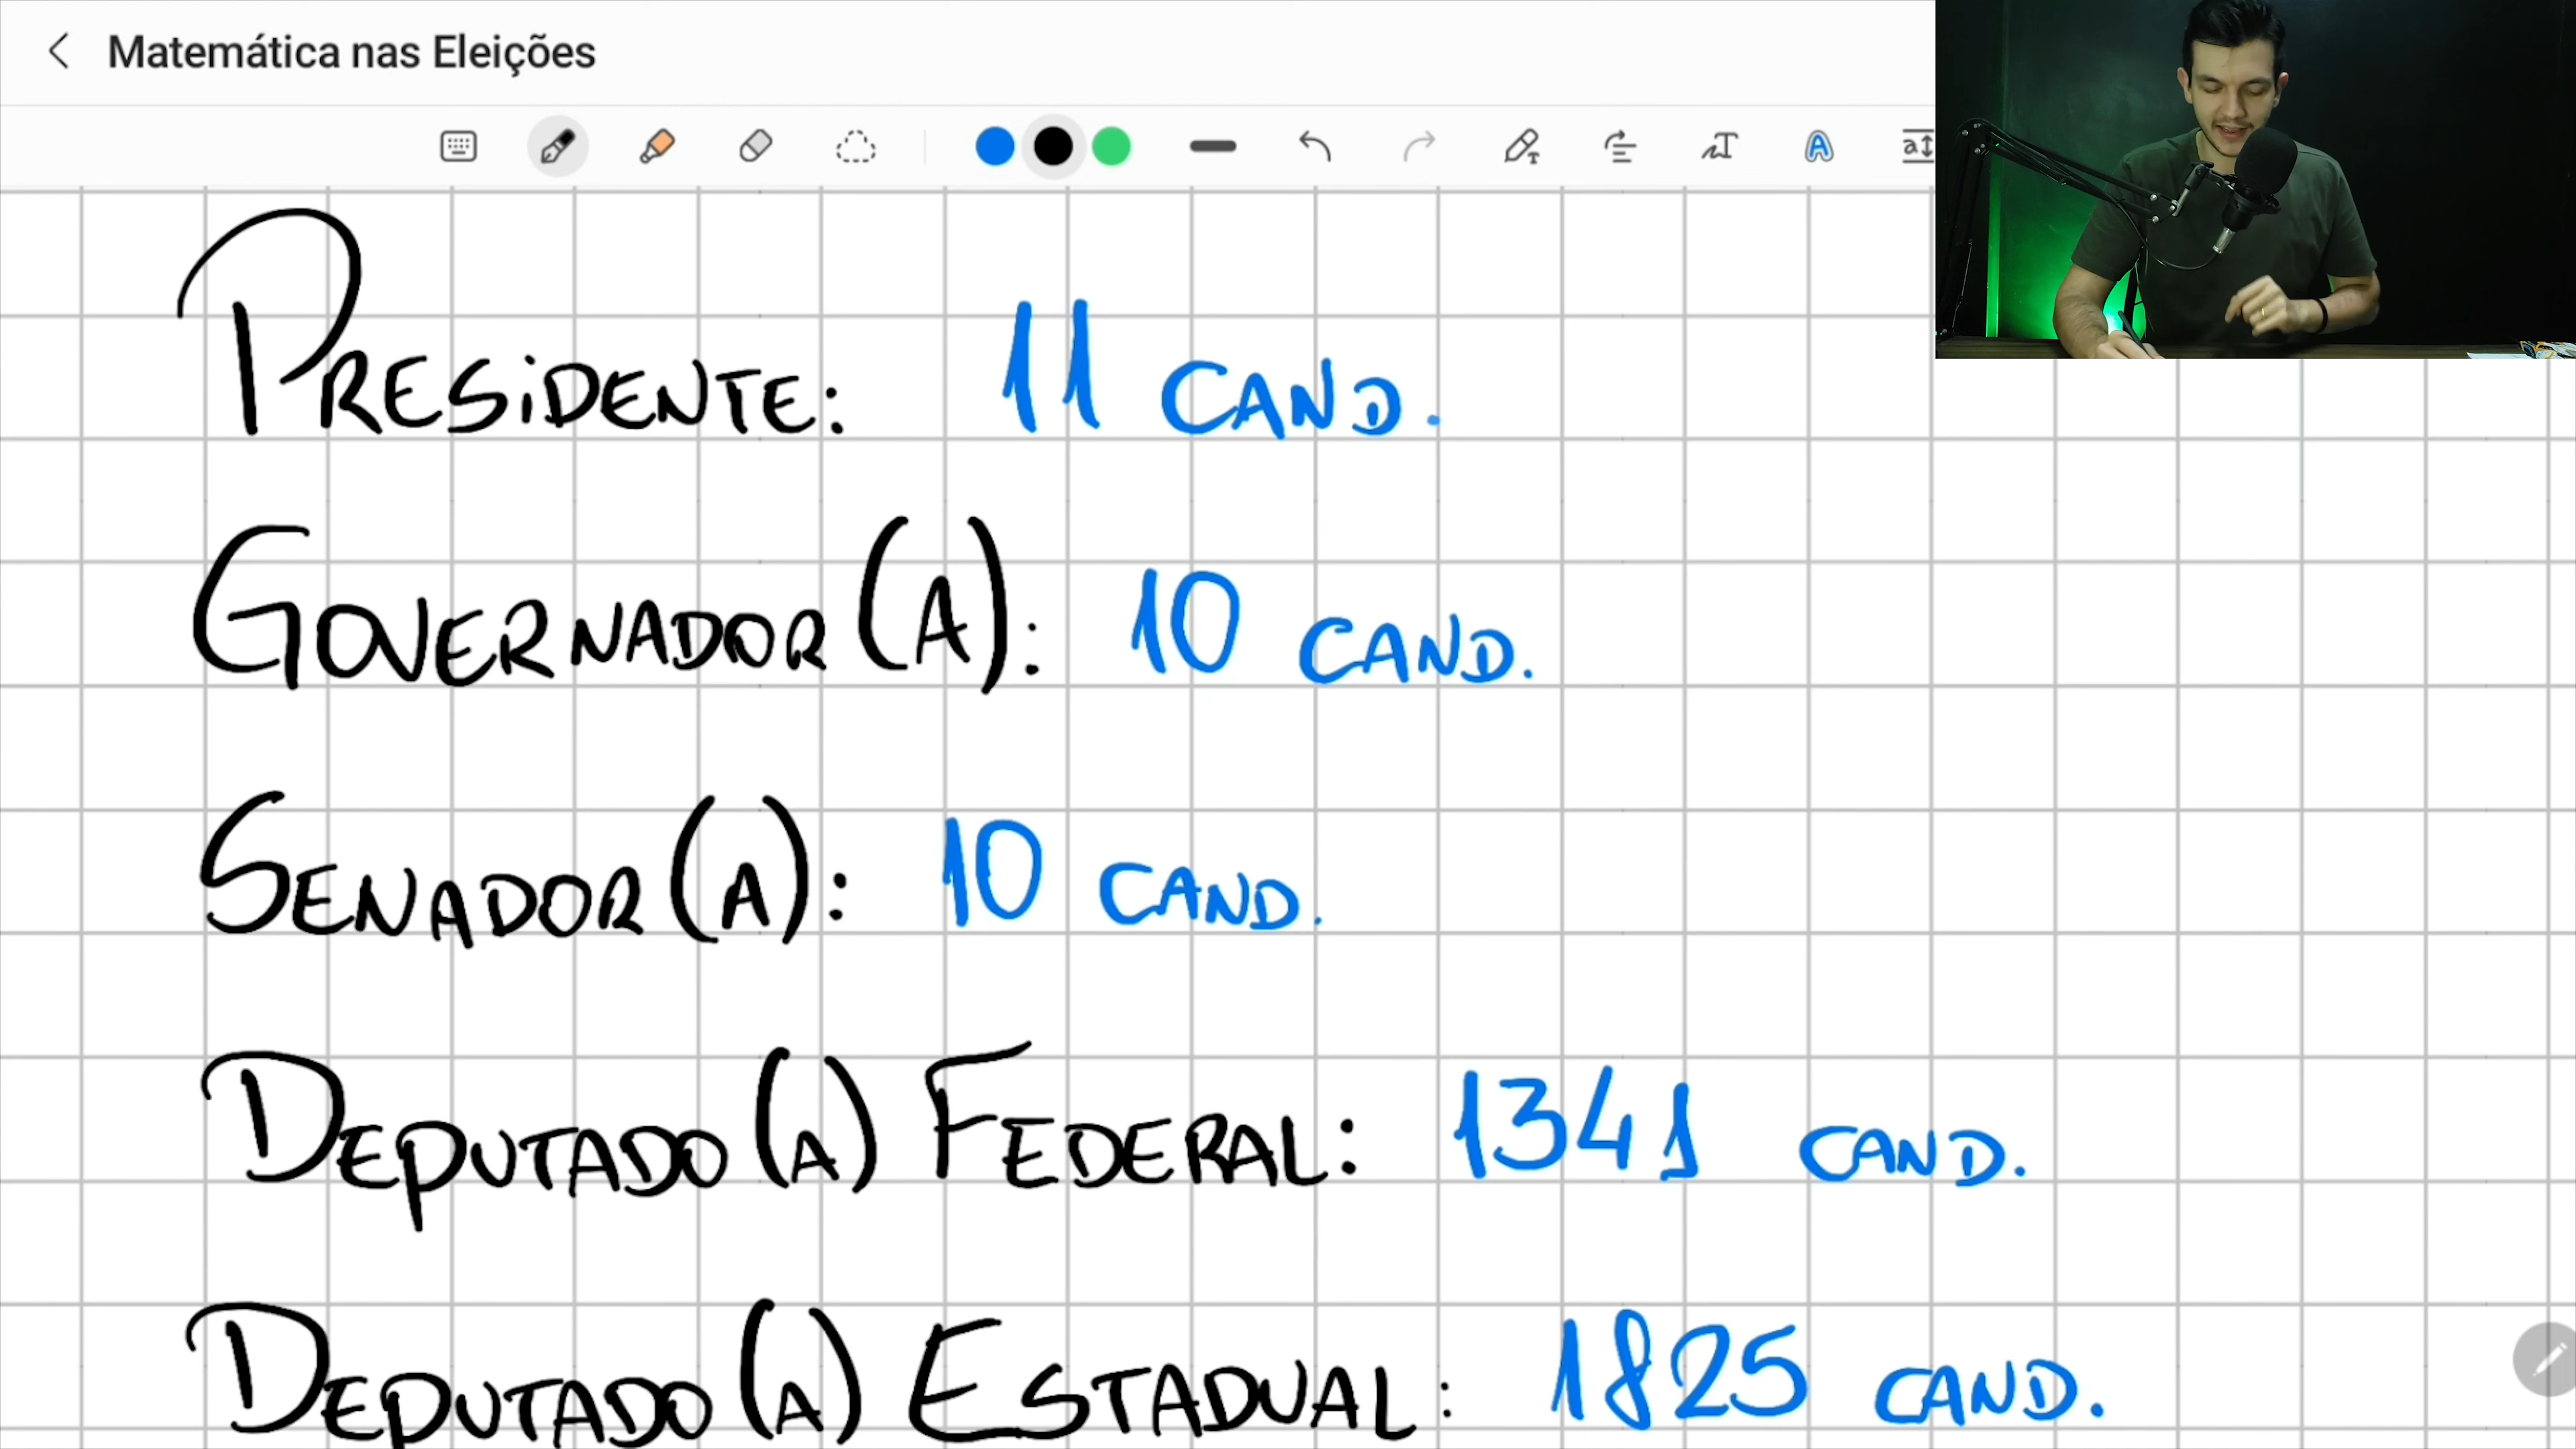 Matemática nas Eleições
PRESiDENTE: 11 CAND.
GOVERNADOR(A): 10 CAND.
SENADOR(A): 10 CAND.
DEPUTADO(A) FEDERAL: 1341 CAND.
DEPUTADO(A) ESTADUAL: 1825 CAND.